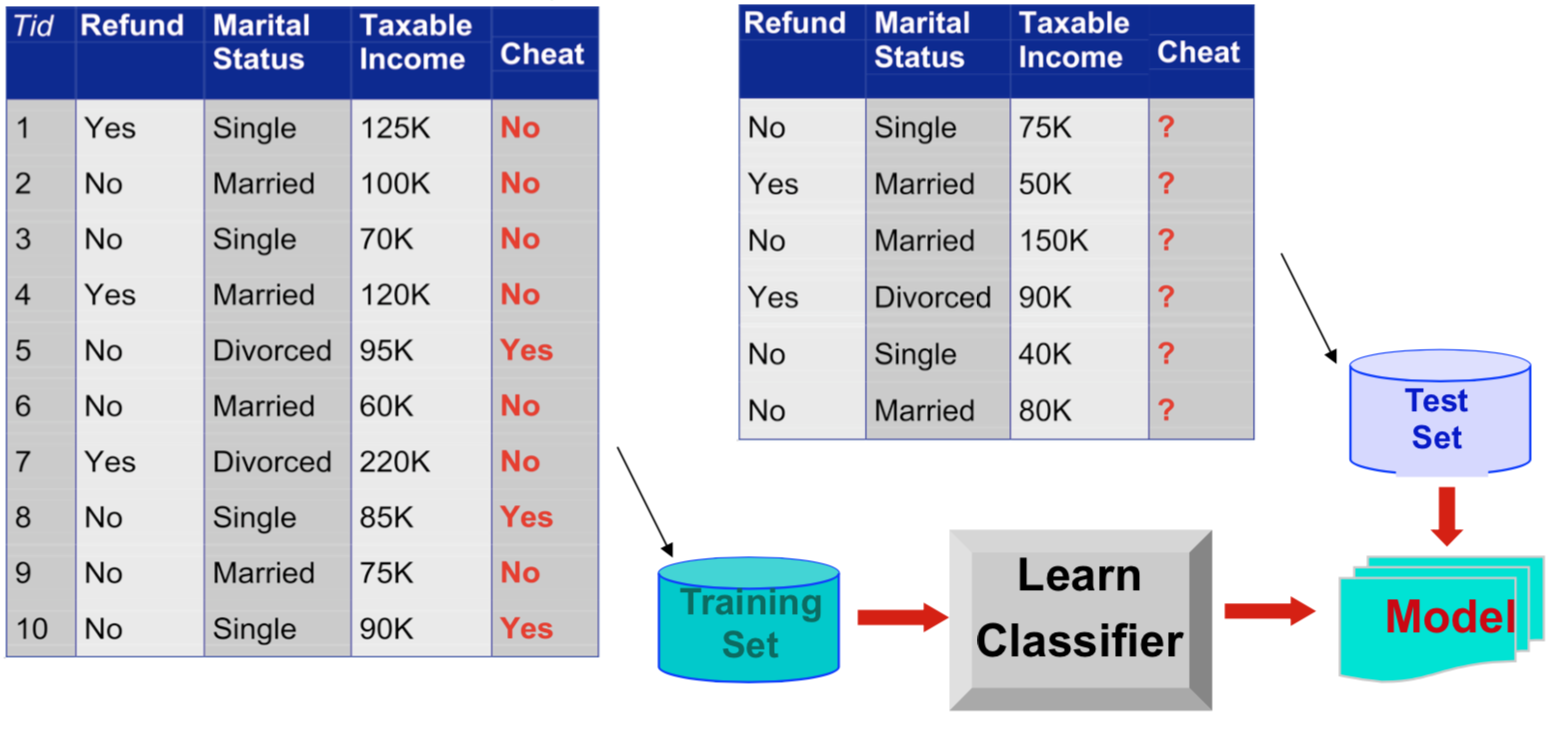 Tid Refund Marital Status Taxable Income Cheat
1 Yes Single 125K No
2 No Married 100K No
3 No Single 70K No
4 Yes Married 120K No
5 No Divorced 95K Yes
6 No Married 60K No
7 Yes Divorced 220K No
8 No Single 85K Yes
9 No Married 75K No
10 No Single 90K Yes
Refund Marital Status Taxable Income Cheat
No Single 75K ?
Yes Married 50K ?
No Married 150K ?
Yes Divorced 90K ?
No Single 40K ?
No Married 80K ?
Test
Set
Training
Set
Learn
Classifier
Model